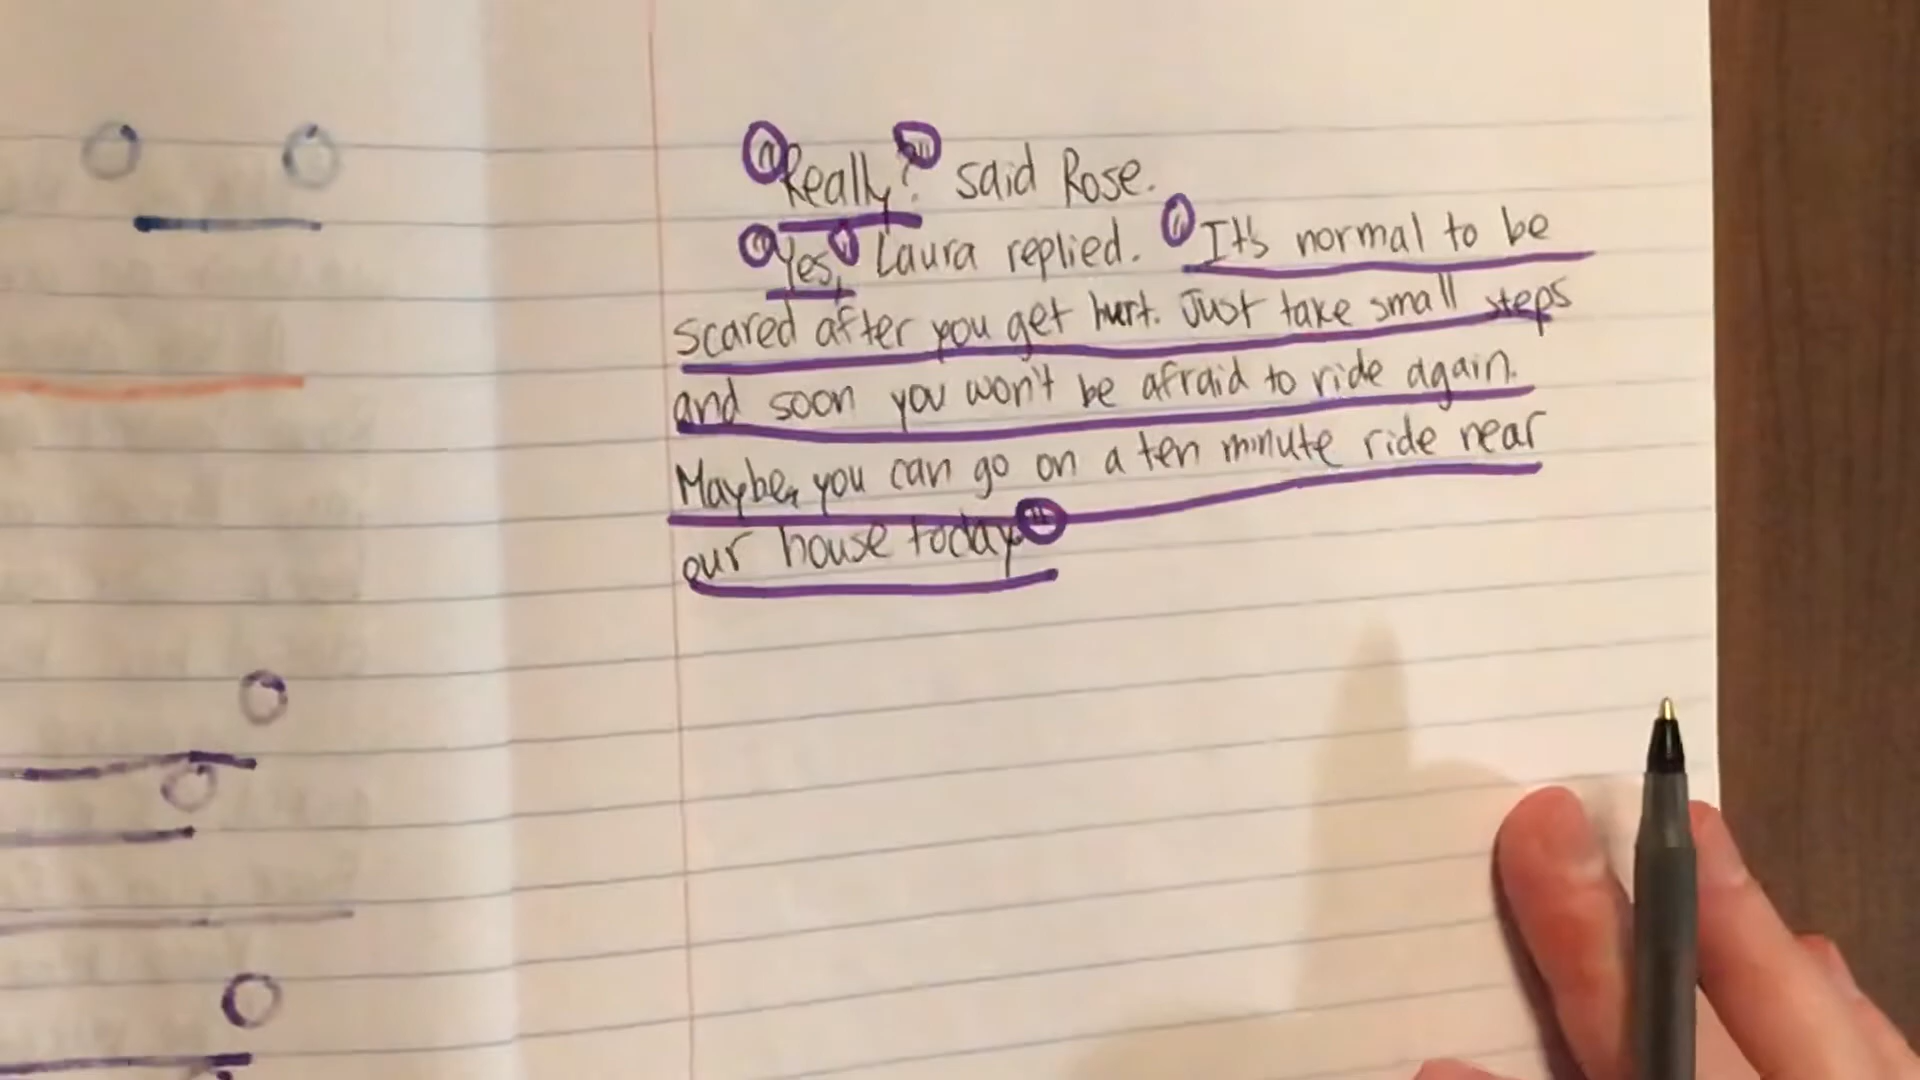 "Really?" said Rose.
"Yes," Laura replied. "It's normal to be
scared after you get hurt. Just take small steps
and soon you won't be afraid to ride again.
Maybe, you can go on a ten minute ride near
our house today."